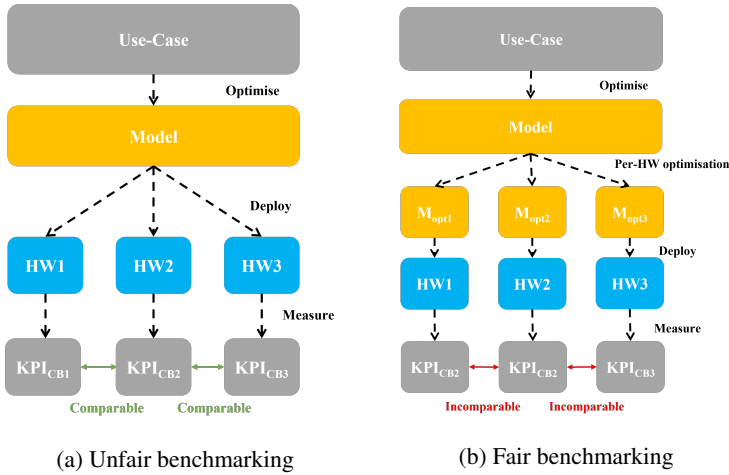 Use-Case
Optimise
Model
Deploy
HW1 HW2 HW3
Measure
KPI_CB1 KPI_CB2 KPI_CB3
Comparable Comparable
(a) Unfair benchmarking
Use-Case
Optimise
Model
Per-HW optimisation
M_opt1 M_opt2 M_opt3
Deploy
HW1 HW2 HW3
Measure
KPI_CB2 KPI_CB2 KPI_CB3
Incomparable Incomparable
(b) Fair benchmarking